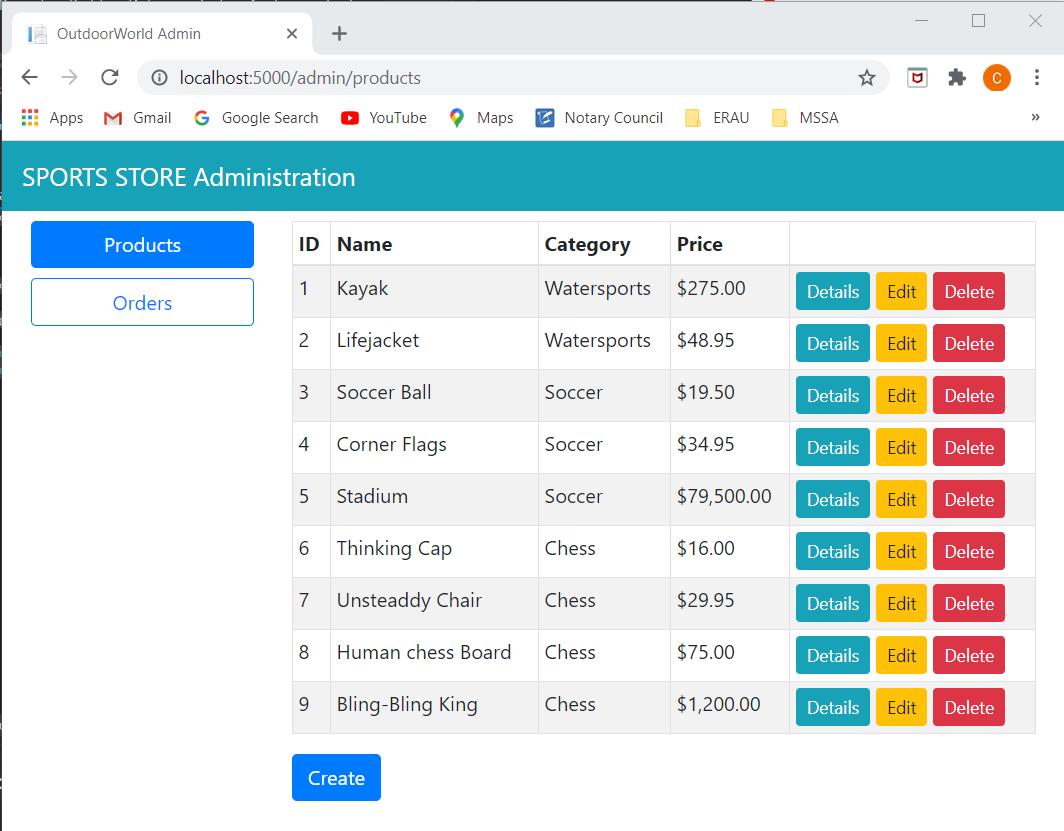 OutdoorWorld Admin
localhost:5000/admin/products
C
Apps Gmail Google Search YouTube Maps Notary Council ERAU MSSA »
SPORTS STORE Administration
Products
Orders
ID Name Category Price
1 Kayak Watersports $275.00 Details Edit Delete
2 Lifejacket Watersports $48.95 Details Edit Delete
3 Soccer Ball Soccer $19.50 Details Edit Delete
4 Corner Flags Soccer $34.95 Details Edit Delete
5 Stadium Soccer $79,500.00 Details Edit Delete
6 Thinking Cap Chess $16.00 Details Edit Delete
7 Unsteaddy Chair Chess $29.95 Details Edit Delete
8 Human chess Board Chess $75.00 Details Edit Delete
9 Bling-Bling King Chess $1,200.00 Details Edit Delete
Create